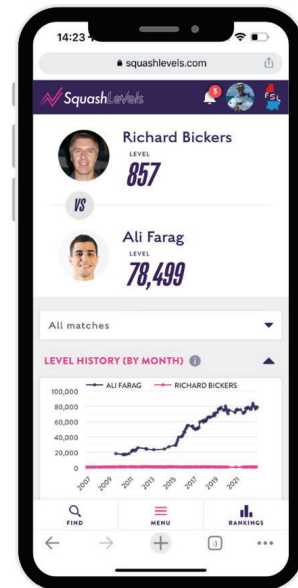 14:23
squashlevels.com
SquashLevels
3
FSL
Richard Bickers
LEVEL
857
VS
Ali Farag
LEVEL
78,499
All matches
LEVEL HISTORY (BY MONTH) i
ALI FARAG RICHARD BICKERS
100,000
80,000
60,000
40,000
20,000
0
2007 2009 2011 2013 2015 2017 2019 2021
FIND MENU RANKINGS
:)